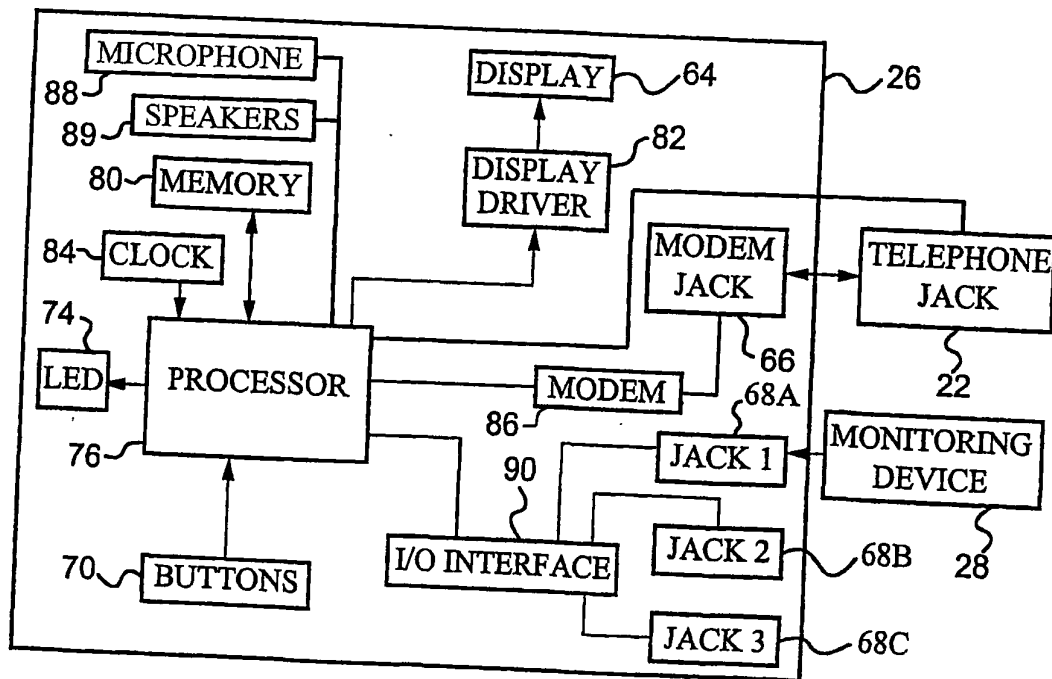 MICROPHONE
88
SPEAKERS
89
80
MEMORY
84
CLOCK
74
LED
PROCESSOR
76
70
BUTTONS
DISPLAY
64
82
DISPLAY
DRIVER
26
MODEM
JACK
66
TELEPHONE
JACK
22
MODEM
86
68A
JACK 1
MONITORING
DEVICE
28
90
I/O INTERFACE
JACK 2
68B
JACK 3
68C